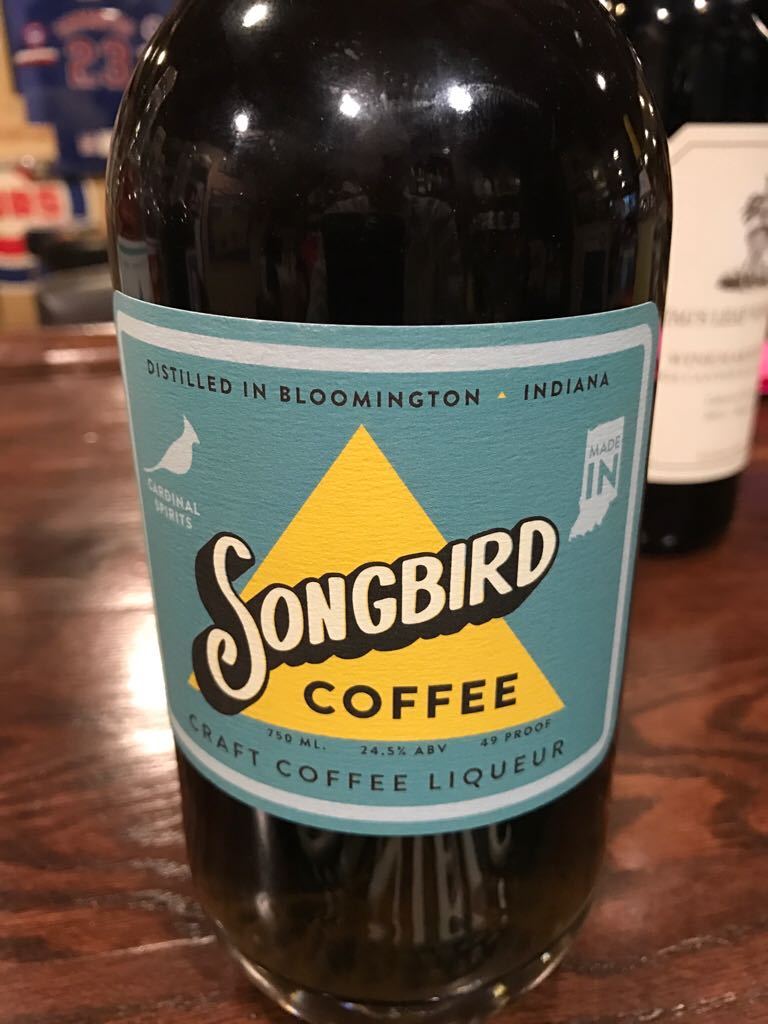 23
DISTILLED IN BLOOMINGTON INDIANA
CARDINAL
SPIRITS
MADE
IN
SONGBIRD
COFFEE
750 ML. 24.5% ABV 49 PROOF
CRAFT COFFEE LIQUEUR